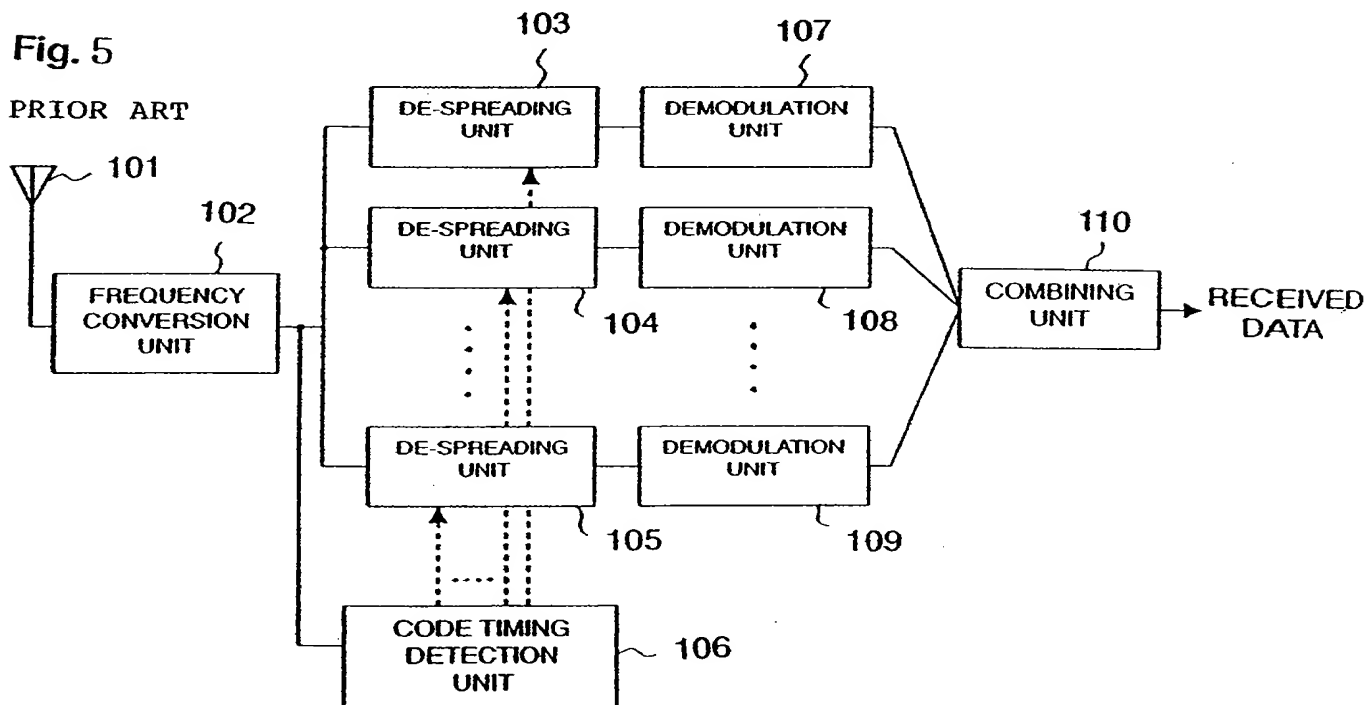 Fig. 5
PRIOR ART
101
102
FREQUENCY
CONVERSION
UNIT
103
DE-SPREADING
UNIT
107
DEMODULATION
UNIT
DE-SPREADING
UNIT
104
DEMODULATION
UNIT
108
110
COMBINING
UNIT
RECEIVED
DATA
DE-SPREADING
UNIT
105
DEMODULATION
UNIT
109
CODE TIMING
DETECTION
UNIT
106